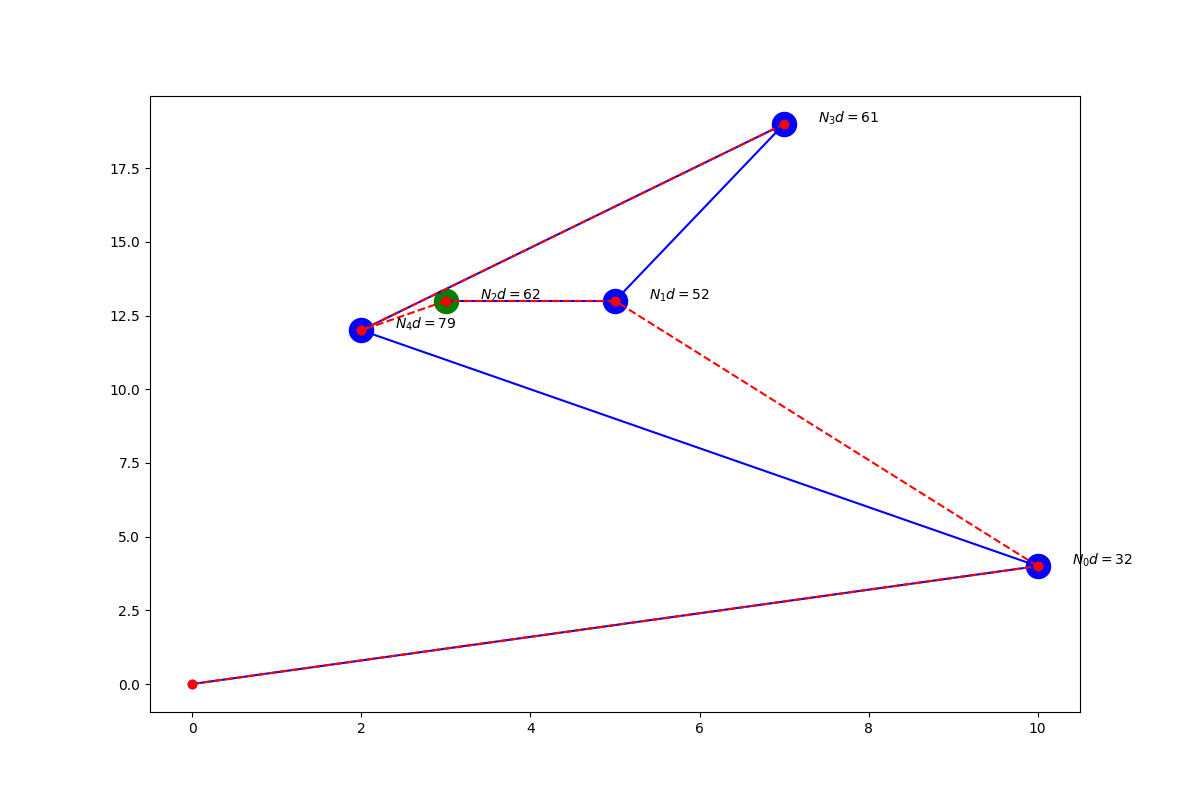 17.5
15.0
12.5
10.0
7.5
5.0
2.5
0.0
0 2 4 6 8 10
N₃d = 61
N₂d = 62
N₁d = 52
N₄d = 79
N₀d = 32